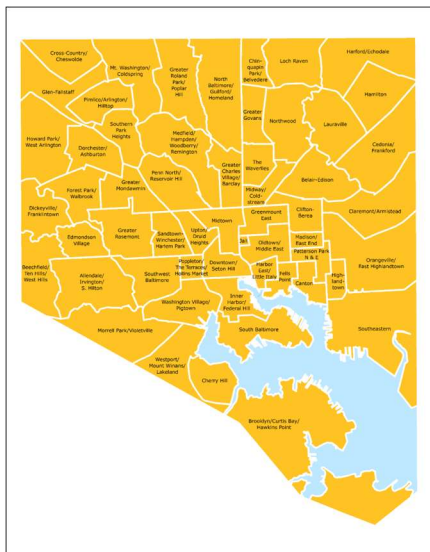 Cross-Country/
Cheswolde
Mt. Washington/
Coldspring
Greater
Roland
Park/
Poplar
Hill
North
Baltimore/
Guilford/
Homeland
Chin-
quapin
Park/
Belvedere
Loch Raven
Harford/Echodale
Glen-Fanstaff
Pimlico/Arlington/
Hilltop
Southern
Park
Heights
Medfield/
Hampden/
Woodberry/
Remington
Greater
Govans
Northwood
Hamilton
Lauraville
Howard Park/
West Arlington
Dorchester/
Ashburton
Cedonia/
Frankford
Penn North/
Reservoir Hill
Greater
Charles
Village/
Barclay
The
Waverlies
Belair-Edison
Greater
Mondawmin
Forest Park/
Walbrook
Midway/
Cold-
stream
Dickeyville/
Franklintown
Greenmount
East
Clifton-
Berea
Claremont/Armistead
Edmondson
Village
Greater
Rosemont
Sandtown-
Winchester/
Harlem Park
Upton/
Druid
Heights
Midtown
Jail
Oldtown/
Middle East
Madison/
East End
Patterson Park
N & E
Beechfield/
Ten Hills/
West Hills
Allendale/
Irvington/
S. Hilton
Southwest
Baltimore
Poppleton/
The Terraces/
Hollins Market
Downtown/
Seton Hill
Harbor
East/
Little Italy
Fells
Point
Canton
High-
land-
town
Orangeville/
East Highlandtown
Washington Village/
Pigtown
Inner
Harbor/
Federal Hill
Morrell Park/Violetville
South Baltimore
Southeastern
Westport/
Mount Winans/
Lakeland
Cherry Hill
Brooklyn/Curtis Bay/
Hawkins Point